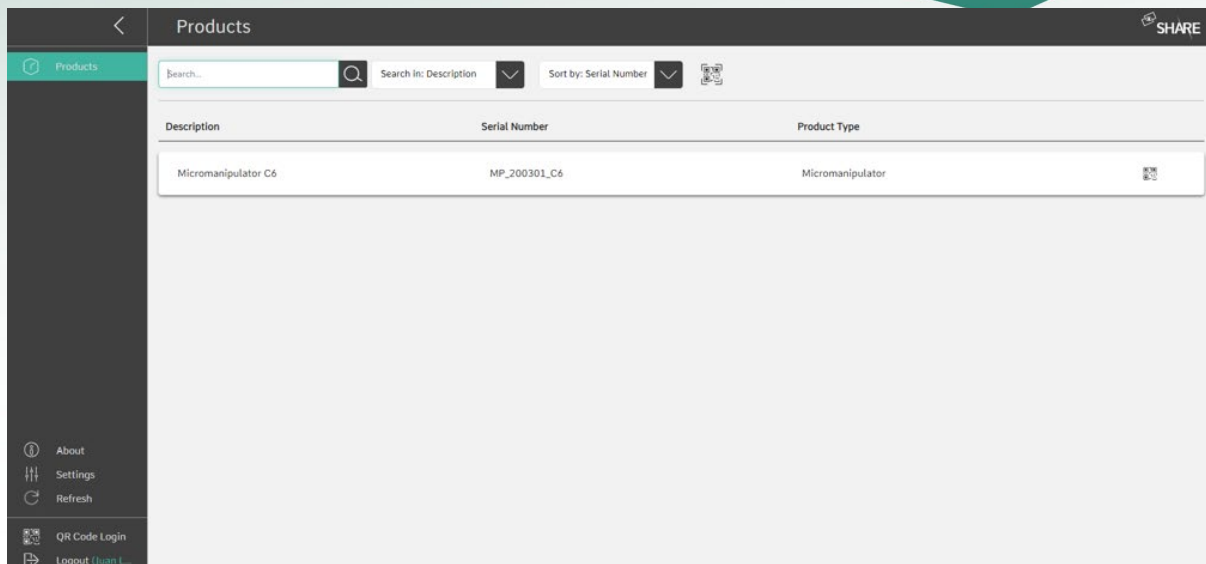 Products
SHARE
Products
Search...
Search in: Description
Sort by: Serial Number
Description Serial Number Product Type
Micromanipulator C6 MP_200301_C6 Micromanipulator
About
Settings
Refresh
QR Code Login
Logout (Juan L...